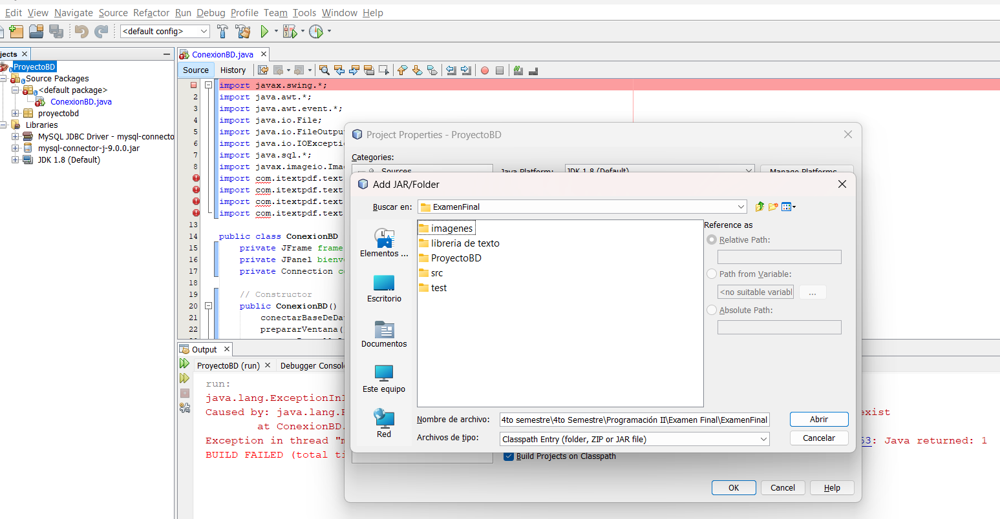 Edit View Navigate Source Refactor Run Debug Profile Team Tools Window Help
<default config>
jects
ConexionBD.java
ProyectoBD
Source Packages
<default package>
ConexionBD.java
proyectobd
Libraries
MySQL JDBC Driver - mysql-connecto
mysql-connector-j-9.0.0.jar
JDK 1.8 (Default)
Source History
import javax.swing.*;
2 import java.awt.*;
3 import java.awt.event.*;
4 import java.io.File;
5 import java.io.FileOutpu
6 import java.io.IOExcepti
7 import java.sql.*;
8 import javax.imageio.Ima
import com.itextpdf.text
import com.itextpdf.text
import com.itextpdf.text
import com.itextpdf.text
13
14 public class ConexionBD
15 private JFrame frame
16 private JPanel bienv
17 private Connection c
18
19 // Constructor
20 public ConexionBD()
21 conectarBaseDeDa
22 prepararVentana(
Project Properties - ProyectoBD
Categories:
Sources
Java Platform:
JDK 1.8 (Default)
Manage Platforms
Add JAR/Folder
Buscar en:
ExamenFinal
imagenes
libreria de texto
ProyectoBD
src
test
Elementos ...
Escritorio
Documentos
Este equipo
Red
Reference as
Relative Path:
Path from Variable:
<no suitable variabl
...
Absolute Path:
Nombre de archivo:
4to semestre\4to Semestre\Programación II\Examen Final\ExamenFinal
Abrir
Archivos de tipo:
Classpath Entry (folder, ZIP or JAR file)
Cancelar
Build Projects on Classpath
OK
Cancel
Help
Output
ProyectoBD (run)
Debugger Consol
run:
java.lang.ExceptionInI
Caused by: java.lang. exist
at ConexionBD.
Exception in thread "m 53: Java returned: 1
BUILD FAILED (total ti